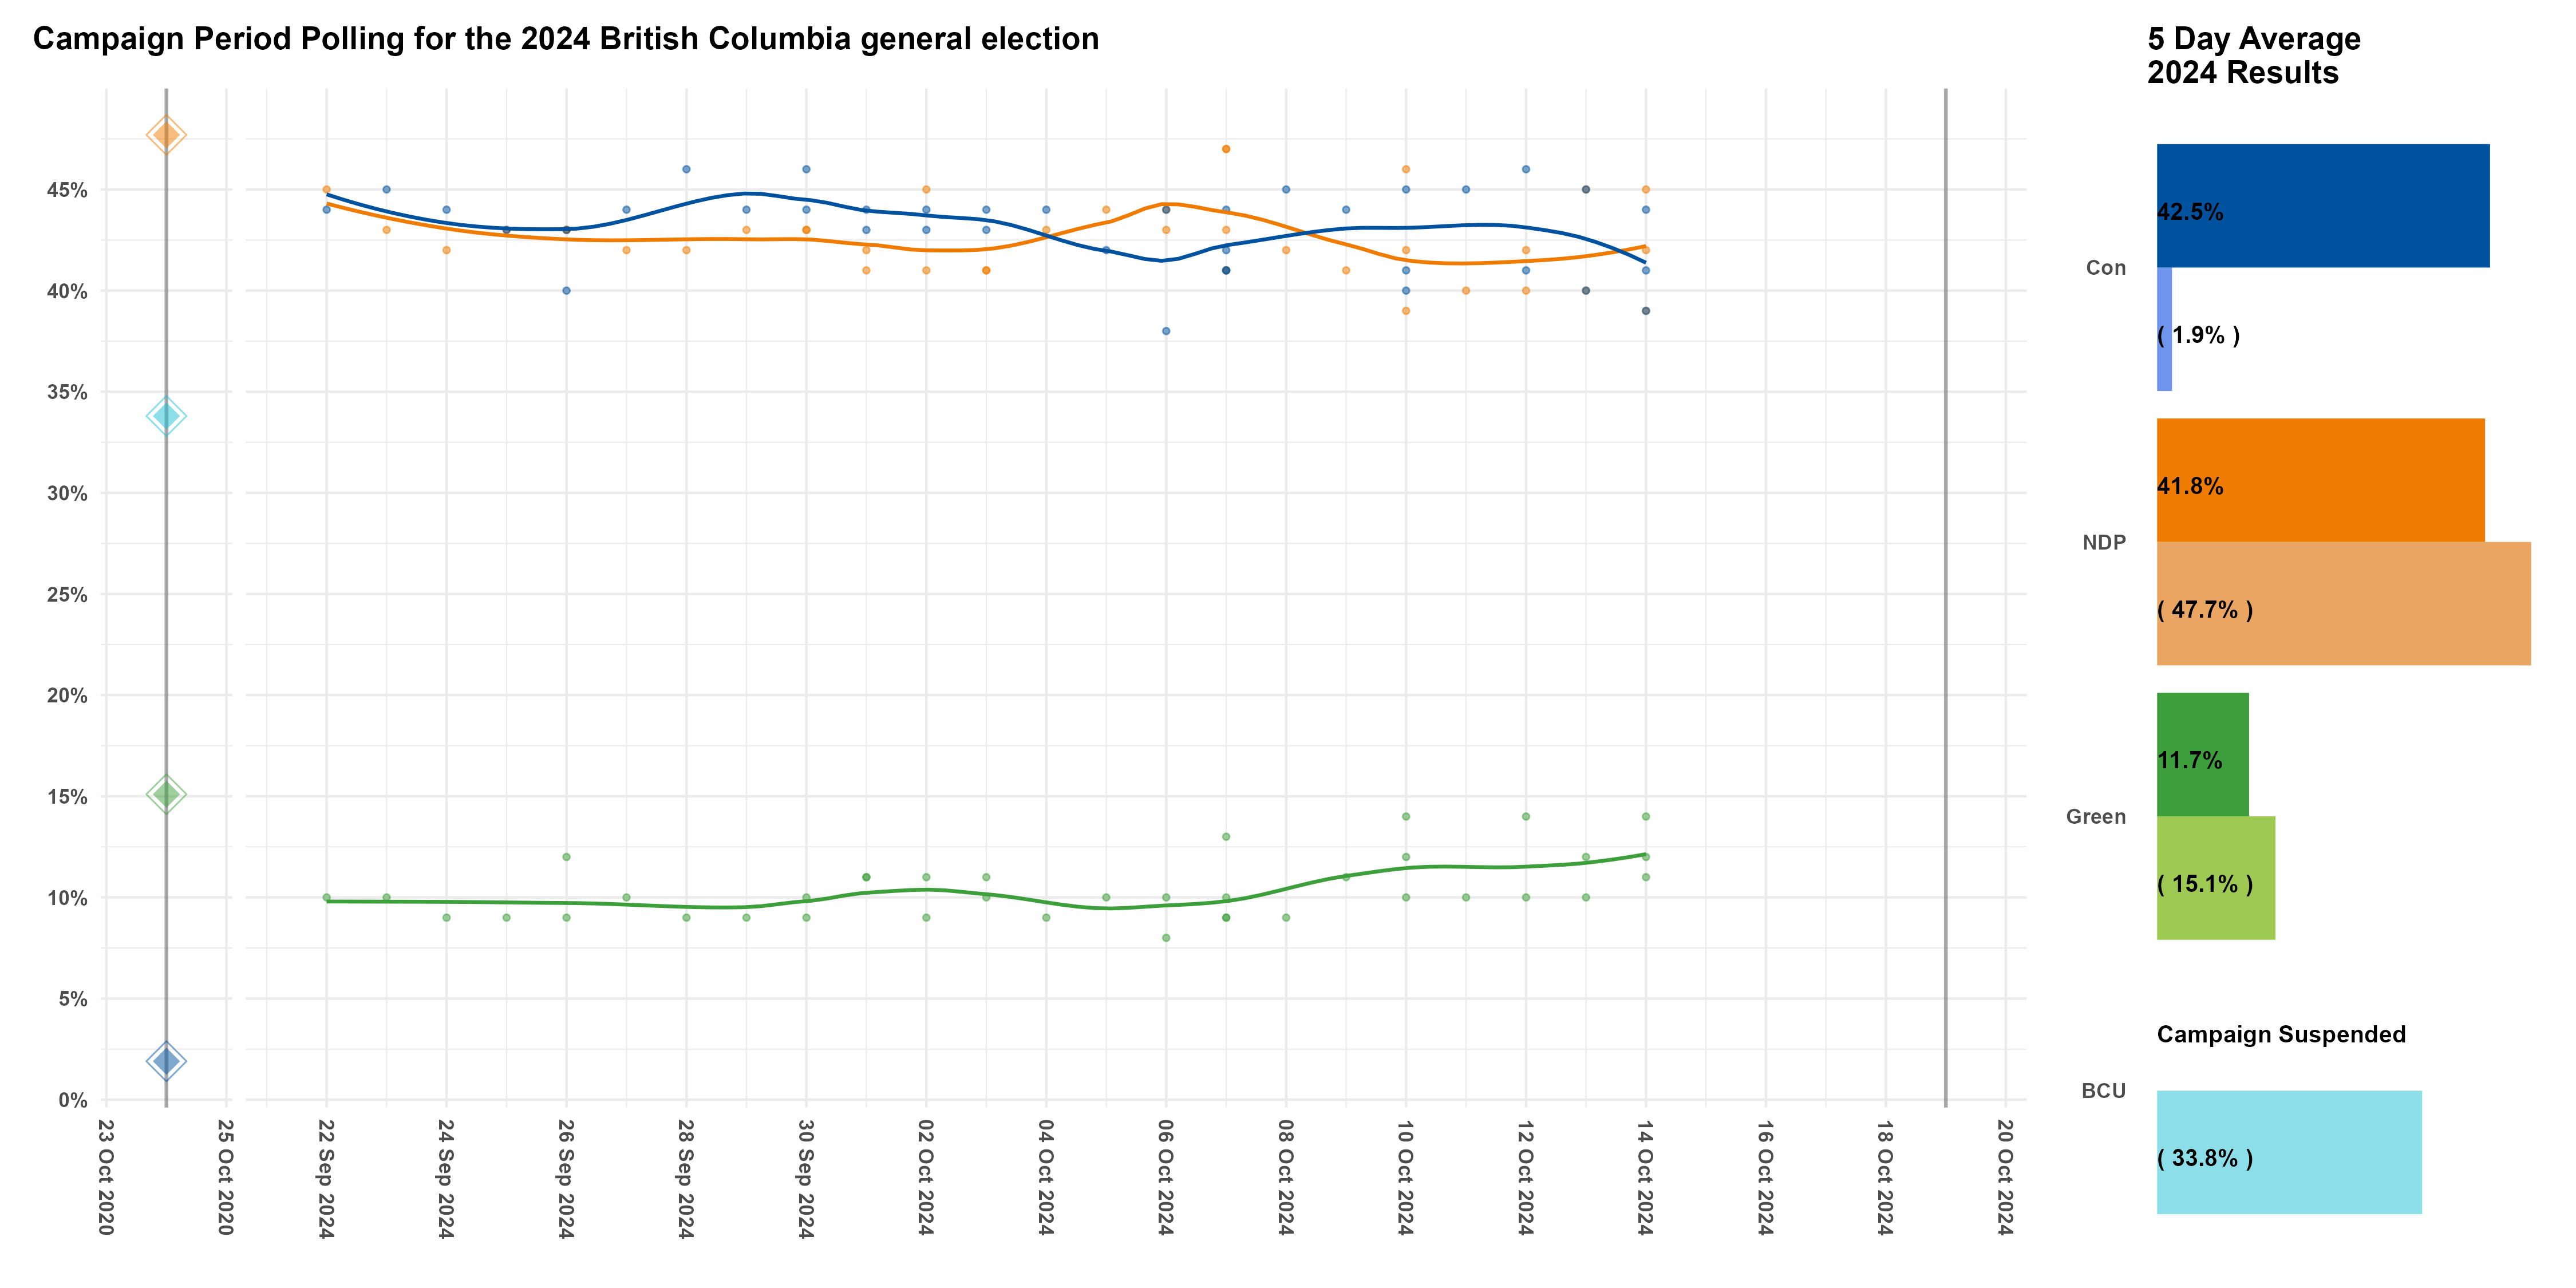 Campaign Period Polling for the 2024 British Columbia general election
45%
40%
35%
30%
25%
20%
15%
10%
5%
0%
23 Oct 2020
25 Oct 2020
22 Sep 2024
24 Sep 2024
26 Sep 2024
28 Sep 2024
30 Sep 2024
02 Oct 2024
04 Oct 2024
06 Oct 2024
08 Oct 2024
10 Oct 2024
12 Oct 2024
14 Oct 2024
16 Oct 2024
18 Oct 2024
20 Oct 2024
5 Day Average
2024 Results
Con
42.5%
( 1.9% )
NDP
41.8%
( 47.7% )
Green
11.7%
( 15.1% )
BCU
Campaign Suspended
( 33.8% )